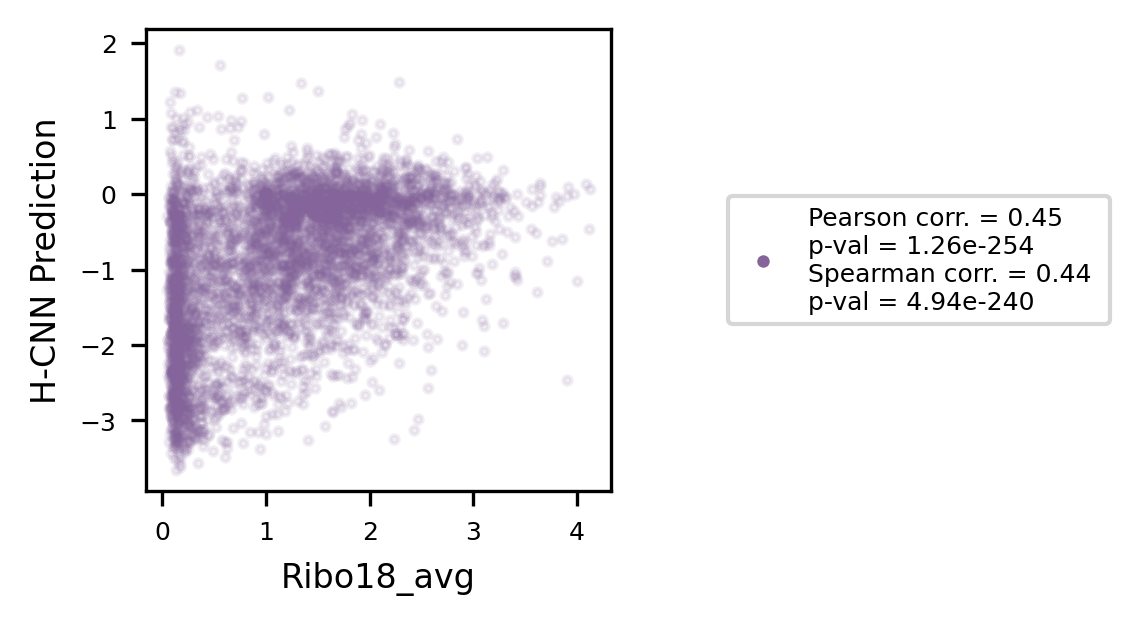 2
1
0
−1
−2
−3
H-CNN Prediction
0 1 2 3 4
Ribo18_avg
Pearson corr. = 0.45
p-val = 1.26e-254
Spearman corr. = 0.44
p-val = 4.94e-240